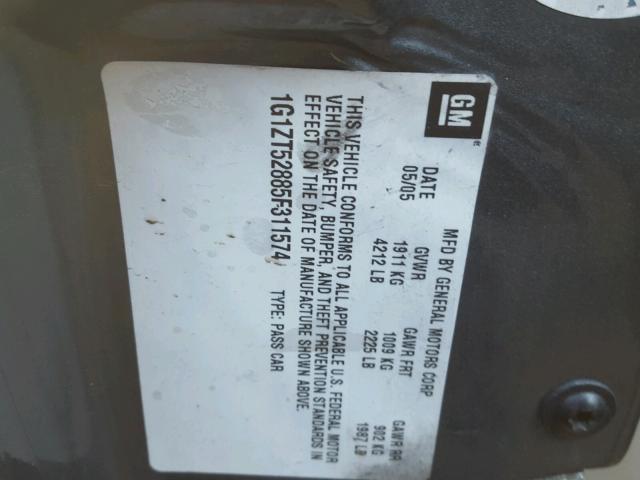 GM
MFD BY GENERAL MOTORS CORP
DATE GVWR GAWR FRT GAWR RR
05/05 1911 KG 1009 KG 902 KG
4212 LB 2225 LB 1987 LB
THIS VEHICLE CONFORMS TO ALL APPLICABLE U.S. FEDERAL MOTOR
VEHICLE SAFETY, BUMPER, AND THEFT PREVENTION STANDARDS IN
EFFECT ON THE DATE OF MANUFACTURE SHOWN ABOVE.
1G1ZT52885F311574 TYPE: PASS CAR